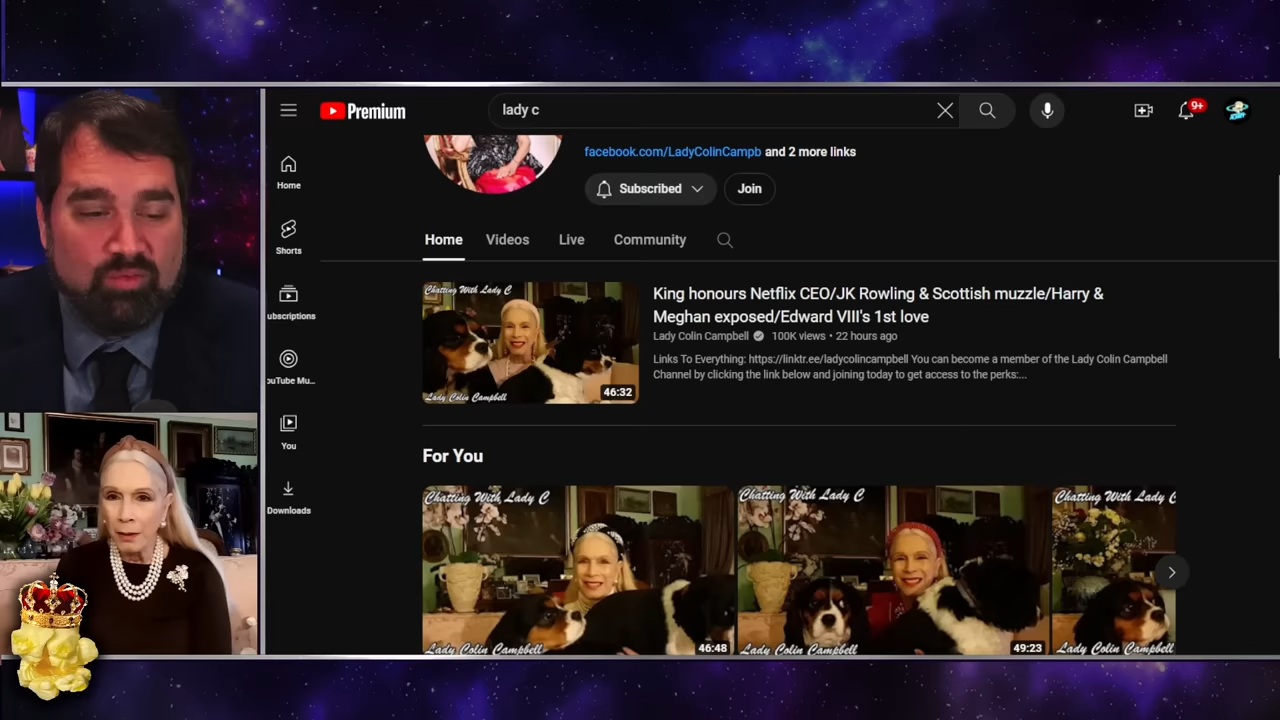 Premium
lady c
9+
facebook.com/LadyColinCampb and 2 more links
Subscribed
Join
Home
Shorts
ubscriptions
ouTube Mu...
You
Downloads
Home Videos Live Community
Chatting With Lady C
Lady Colin Campbell
46:32
King honours Netflix CEO/JK Rowling & Scottish muzzle/Harry &
Meghan exposed/Edward VIII's 1st love
Lady Colin Campbell 100K views • 22 hours ago
Links To Everything: https://linktr.ee/ladycolincampbell You can become a member of the Lady Colin Campbell
Channel by clicking the link below and joining today to get access to the perks:...
For You
Chatting With Lady C
Lady Colin Campbell
46:48
Chatting With Lady C
Lady Colin Campbell
49:23
Chatting With Lady C
Lady Colin Campbell